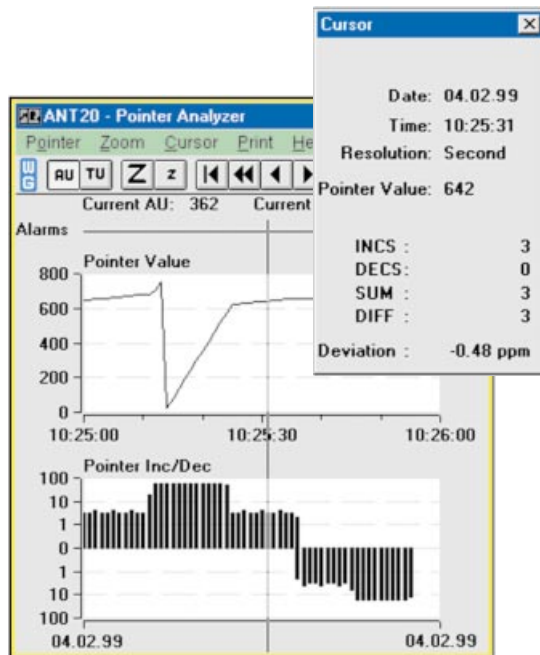 Cursor
Date: 04.02.99
Time: 10:25:31
Resolution: Second
Pointer Value: 642
INCS : 3
DECS: 0
SUM : 3
DIFF : 3
Deviation : -0.48 ppm
ANT20 - Pointer Analyzer
Pointer Zoom Cursor Print He
WG AU TU Z z
Current AU: 362 Current
Alarms
Pointer Value
800
600
400
200
0
10:25:00 10:25:30 10:26:00
Pointer Inc/Dec
100
10
1
0
1
10
100
04.02.99 04.02.99